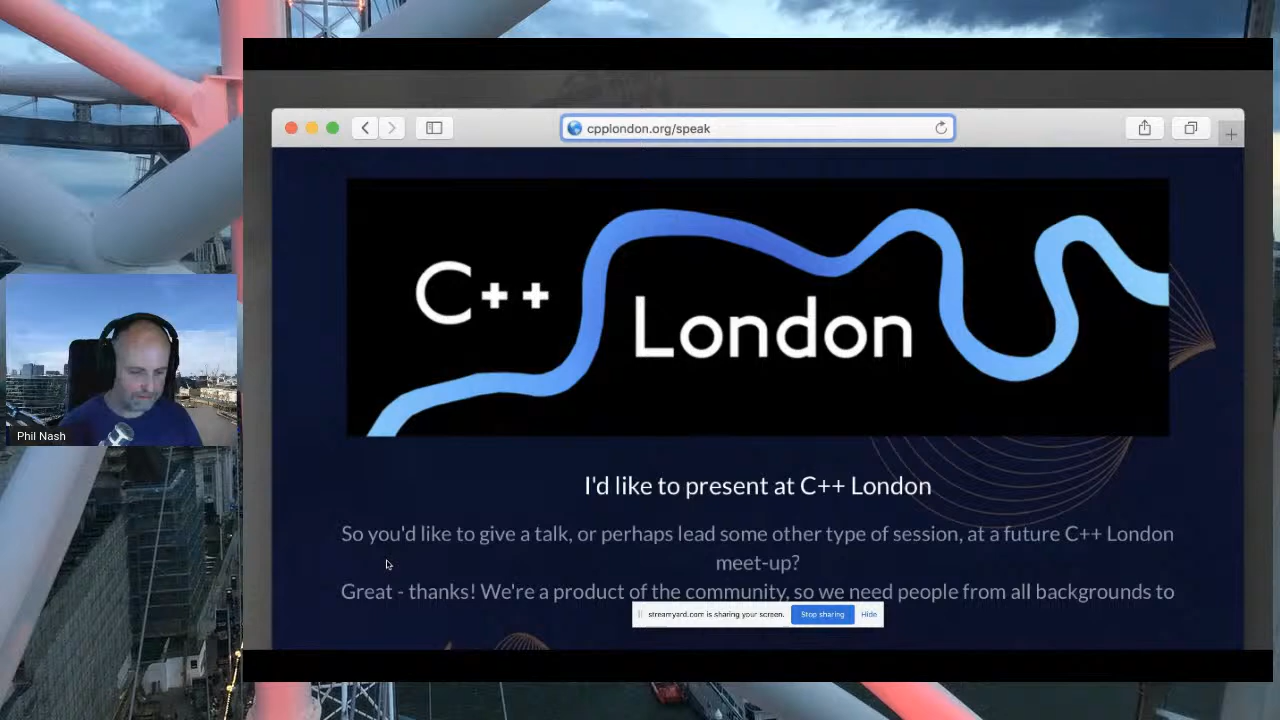 cpplondon.org/speak
C++
London
I'd like to present at C++ London
So you'd like to give a talk, or perhaps lead some other type of session, at a future C++ London
meet-up?
Great - thanks! We're a product of the community, so we need people from all backgrounds to
streamyard.com is sharing your screen. Stop sharing Hide
Phil Nash